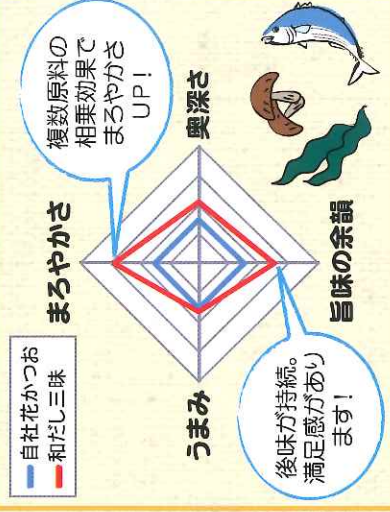 自社花かつお
和だし三昧
まろやかさ
複数原料の
相乗効果で
まろやかさ
UP!
うまみ
奥深さ
旨味の余韻
後味が持続。
満足感があり
ます!